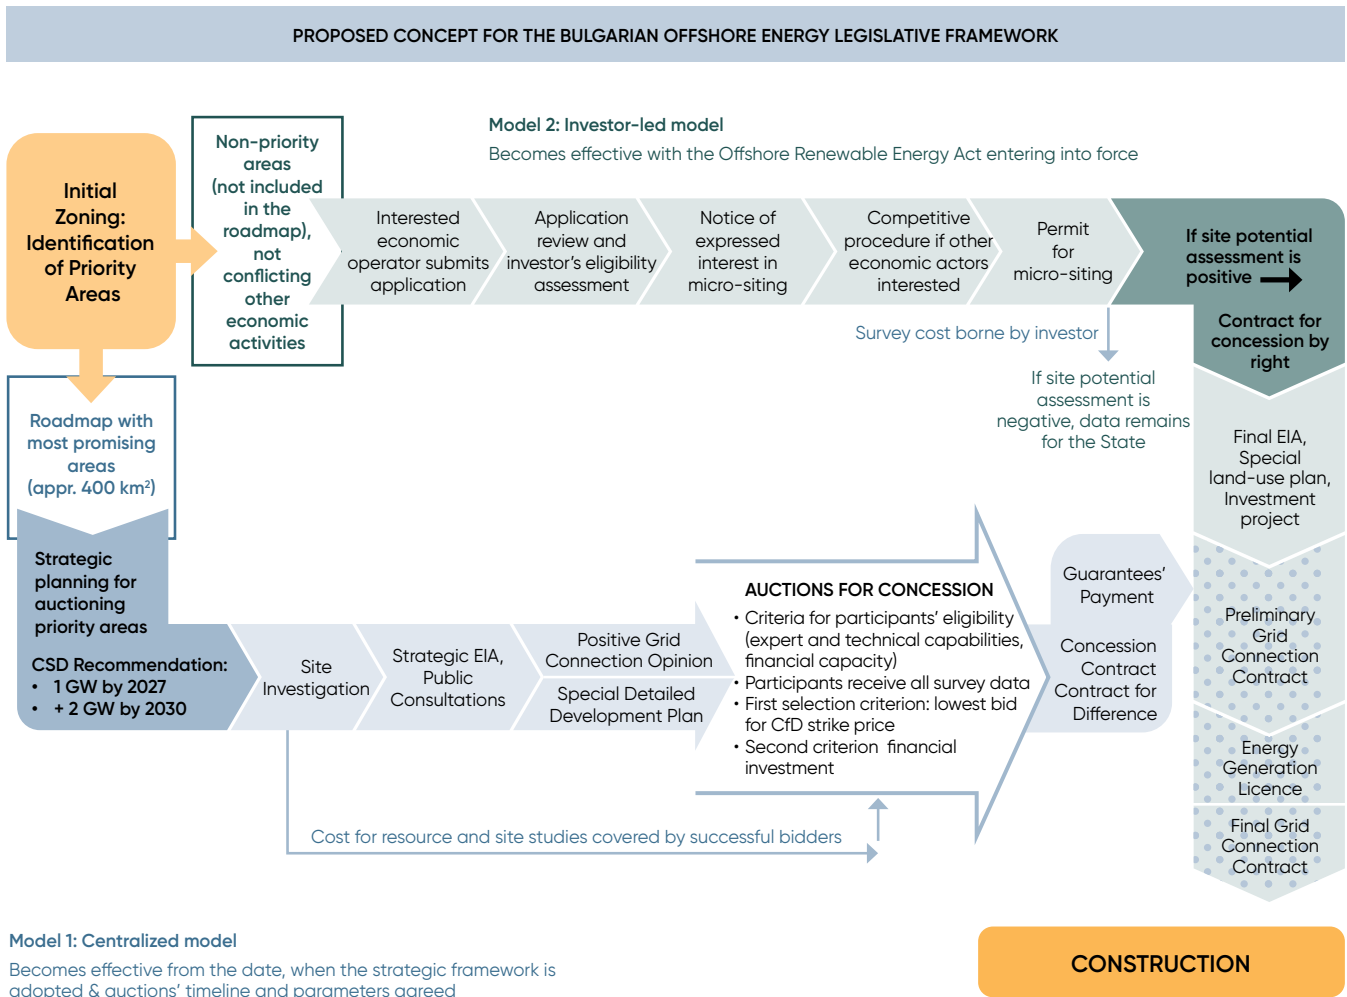 PROPOSED CONCEPT FOR THE BULGARIAN OFFSHORE ENERGY LEGISLATIVE FRAMEWORK
Initial
Zoning:
Identification
of Priority
Areas
Non-priority
areas
(not included
in the
roadmap),
not
conflicting
other
economic
activities
Model 2: Investor-led model
Becomes effective with the Offshore Renewable Energy Act entering into force
Interested
economic
operator submits
application
Application
review and
investor's eligibility
assessment
Notice of
expressed
interest in
micro-siting
Competitive
procedure if other
economic actors
interested
Permit
for
micro-siting
If site potential
assessment is
positive
Contract for
concession by
right
Survey cost borne by investor
If site potential
assessment is
negative, data remains
for the State
Final EIA,
Special
land-use plan,
Investment
project
Preliminary
Grid
Connection
Contract
Energy
Generation
Licence
Final Grid
Connection
Contract
Roadmap with
most promising
areas
(appr. 400 km²)
Strategic
planning for
auctioning
priority areas
CSD Recommendation:
• 1 GW by 2027
• + 2 GW by 2030
Site
Investigation
Strategic EIA,
Public
Consultations
Positive Grid
Connection Opinion
Special Detailed
Development Plan
AUCTIONS FOR CONCESSION
• Criteria for participants' eligibility
(expert and technical capabilities,
financial capacity)
• Participants receive all survey data
• First selection criterion: lowest bid
for CfD strike price
• Second criterion financial
investment
Guarantees'
Payment
Concession
Contract
Contract for
Difference
Cost for resource and site studies covered by successful bidders
Model 1: Centralized model
Becomes effective from the date, when the strategic framework is
adopted & auctions' timeline and parameters agreed
CONSTRUCTION